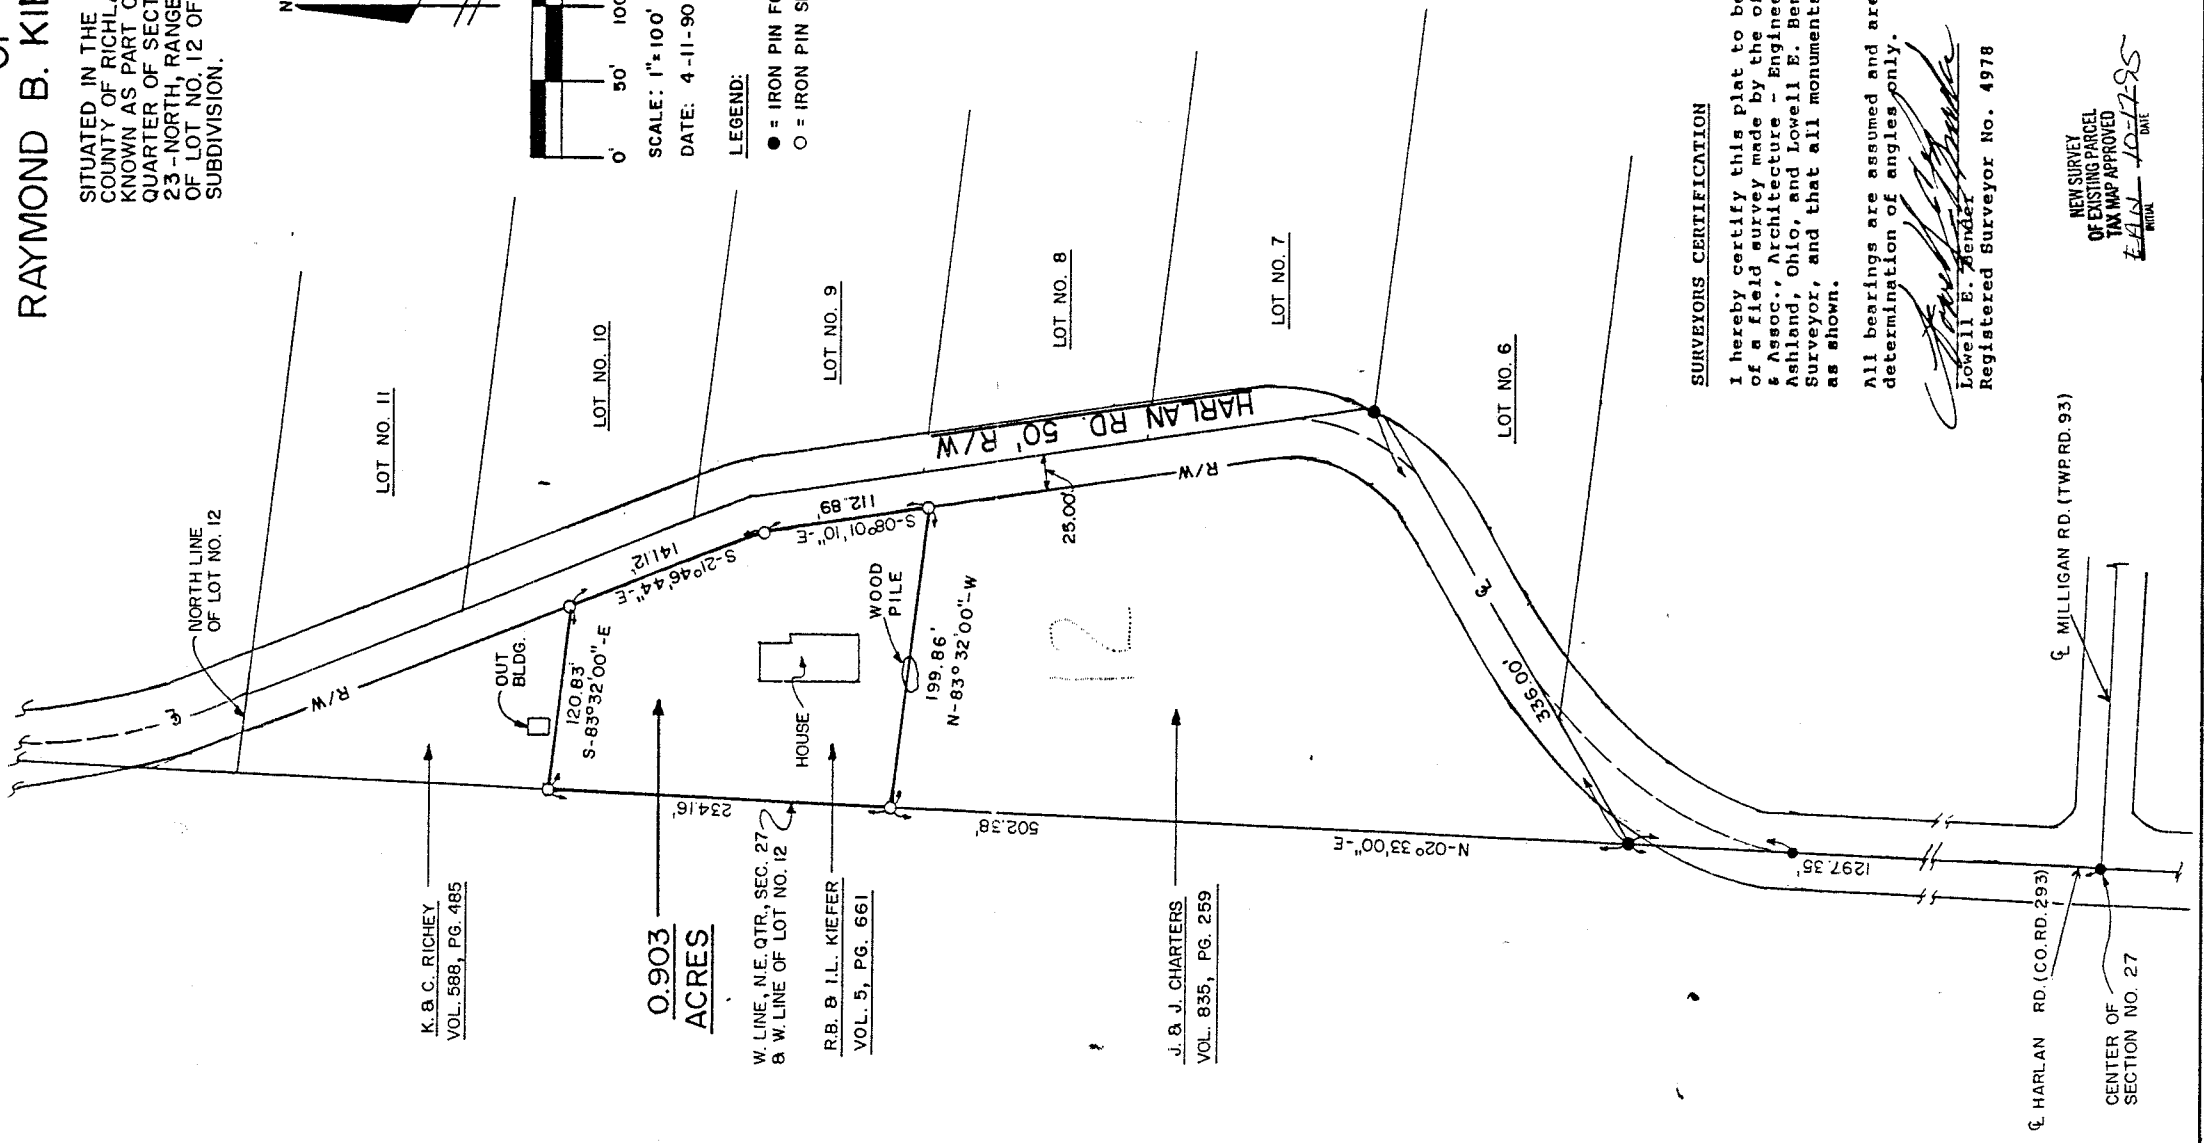 OF
RAYMOND B. KIE
SITUATED IN THE
COUNTY OF RICHLA
KNOWN AS PART O
QUARTER OF SECT
23-NORTH, RANGE
OF LOT NO. 12 OF
SUBDIVISION.
N
0' 50' 100
SCALE: 1"=100'
DATE: 4-11-90
LEGEND:
● = IRON PIN FO
○ = IRON PIN SE
NORTH LINE
OF LOT NO. 12
LOT NO. 11
LOT NO. 10
LOT NO. 9
LOT NO. 8
LOT NO. 7
LOT NO. 6
HARLAN RD. 50' R/W
R/W
R/W
℄
25.00'
OUT
BLDG.
120.83'
S-83°32'00"-E
141.12'
S-21°46'44"-E
112.89'
S-08°01'10"-E
HOUSE
WOOD
PILE
199.86'
N-83°32'00"-W
12
234.16'
502.38'
N-02°33'00"-E
℄
336.00'
1297.35'
K. & C. RICHEY
VOL. 588, PG. 485
0.903
ACRES
W. LINE, N.E. QTR., SEC. 27
& W. LINE OF LOT NO. 12
R.B. & I.L. KIEFER
VOL. 5, PG. 661
J. & J. CHARTERS
VOL. 835, PG. 259
℄ MILLIGAN RD. (TWP. RD. 93)
℄ HARLAN RD. (CO. RD. 293)
CENTER OF
SECTION NO. 27
SURVEYORS CERTIFICATION
I hereby certify this plat to be
of a field survey made by the of
& Assoc., Architecture - Enginee
Ashland, Ohio, and Lowell E. Ben
Surveyor, and that all monuments
as shown.
All bearings are assumed and are
determination of angles only.
Lowell E. Bender
Registered Surveyor No. 4978
NEW SURVEY
OF EXISTING PARCEL
TAX MAP APPROVED
10-17-95
INITIAL DATE